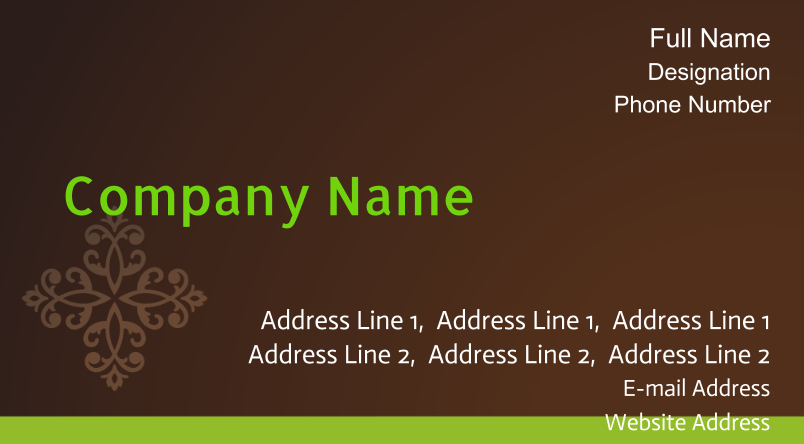 Full Name
Designation
Phone Number
Company Name
Address Line 1,  Address Line 1,  Address Line 1
Address Line 2,  Address Line 2,  Address Line 2
E-mail Address
Website Address